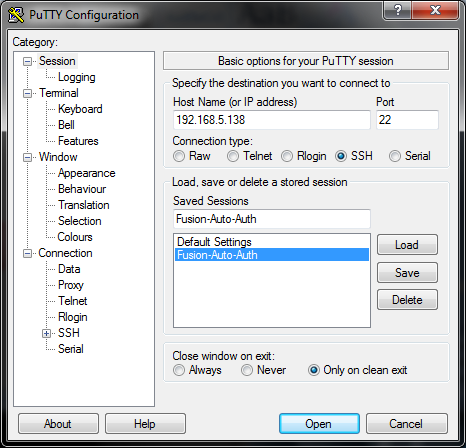 PuTTY Configuration
Category:
Session
Logging
Terminal
Keyboard
Bell
Features
Window
Appearance
Behaviour
Translation
Selection
Colours
Connection
Data
Proxy
Telnet
Rlogin
SSH
Serial
Basic options for your PuTTY session
Specify the destination you want to connect to
Host Name (or IP address) Port
192.168.5.138 22
Connection type:
Raw Telnet Rlogin SSH Serial
Load, save or delete a stored session
Saved Sessions
Fusion-Auto-Auth
Default Settings
Fusion-Auto-Auth
Load
Save
Delete
Close window on exit:
Always Never Only on clean exit
About Help Open Cancel